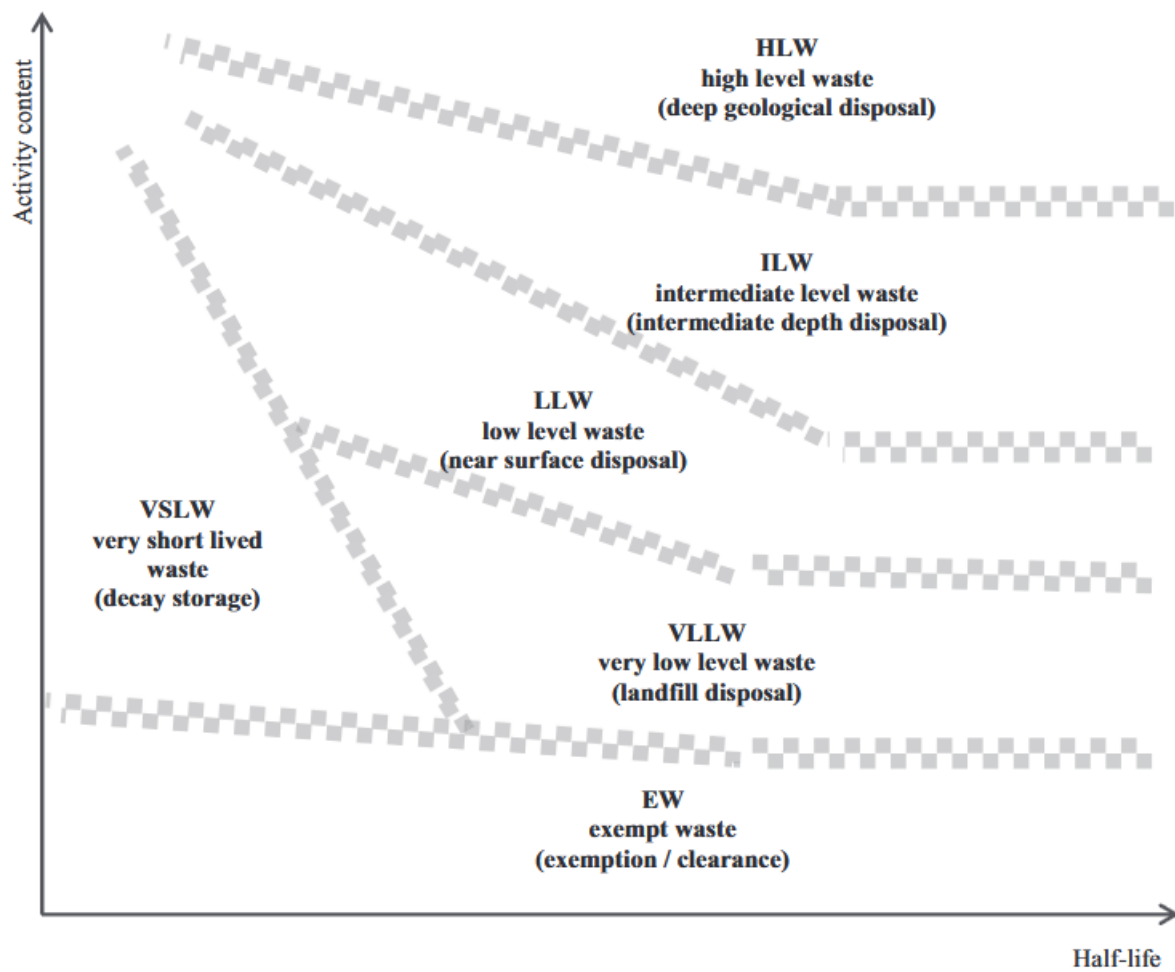 Activity content
HLW
high level waste
(deep geological disposal)
ILW
intermediate level waste
(intermediate depth disposal)
LLW
low level waste
(near surface disposal)
VSLW
very short lived
waste
(decay storage)
VLLW
very low level waste
(landfill disposal)
EW
exempt waste
(exemption / clearance)
Half-life